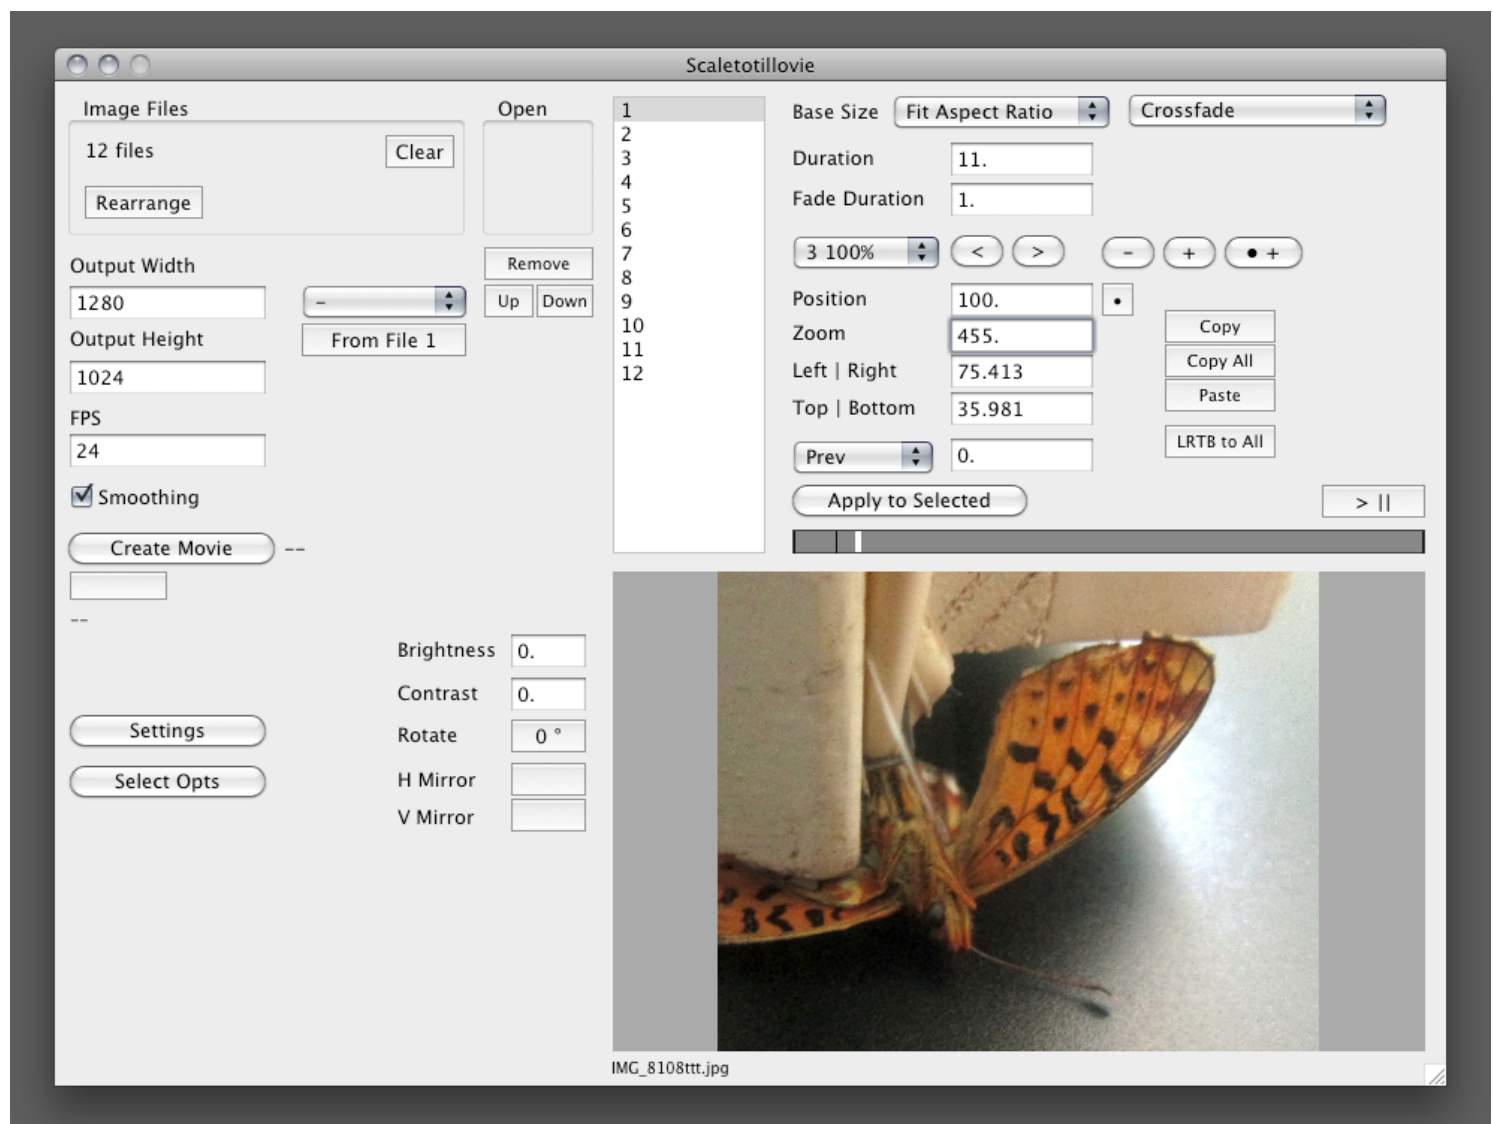 Scaletotillovie
Image Files
Open
12 files
Clear
Rearrange
Output Width
1280
Output Height
1024
FPS
24
–
From File 1
Remove
Up
Down
Smoothing
Create Movie
--
--
Settings
Select Opts
Brightness
0.
Contrast
0.
Rotate
0 °
H Mirror
V Mirror
1
2
3
4
5
6
7
8
9
10
11
12
Base Size
Fit Aspect Ratio
Crossfade
Duration
11.
Fade Duration
1.
3 100%
<
>
–
+
● +
Position
100.
•
Zoom
455.
Left | Right
75.413
Top | Bottom
35.981
Copy
Copy All
Paste
LRTB to All
Prev
0.
Apply to Selected
> ||
IMG_8108ttt.jpg